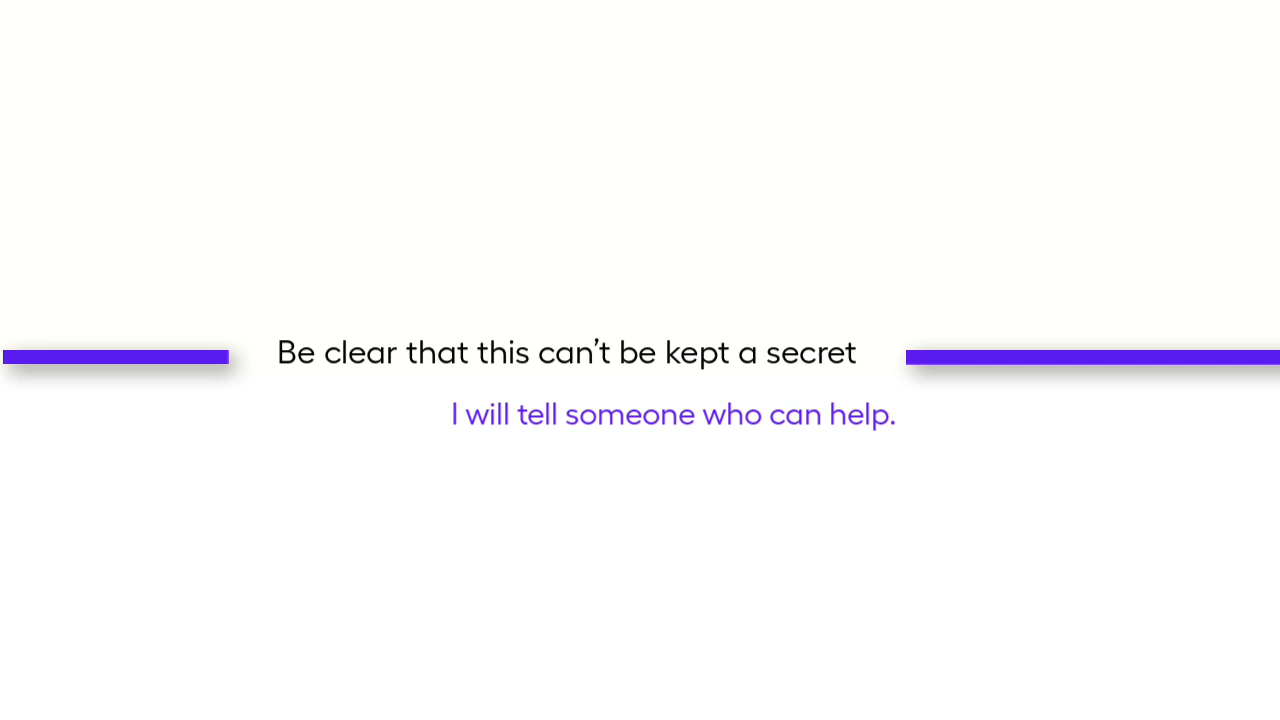 Be clear that this can’t be kept a secret
I will tell someone who can help.